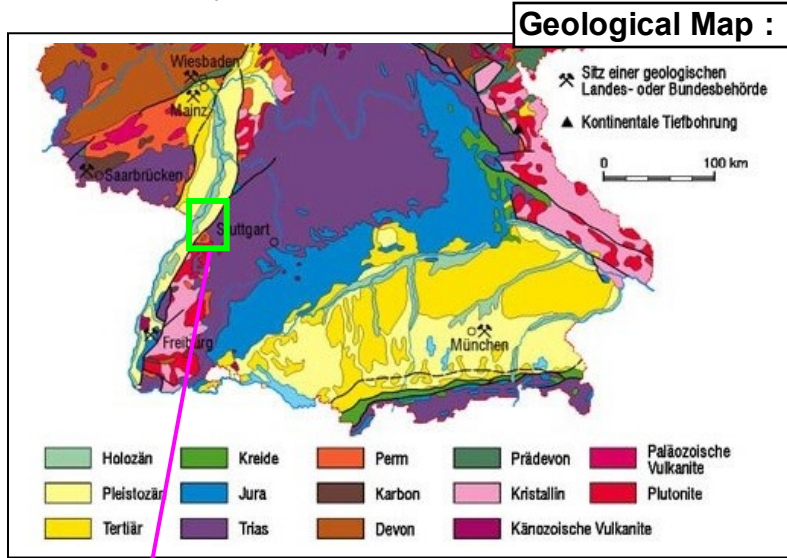 Geological Map :
Wiesbaden
Mainz
Saarbrücken
Stuttgart
Freiburg
München
Sitz einer geologischen
Landes- oder Bundesbehörde
Kontinentale Tiefbohrung
0 100 km
Holozän
Kreide
Perm
Prädevon
Paläozoische
Vulkanite
Pleistozän
Jura
Karbon
Kristallin
Plutonite
Tertiär
Trias
Devon
Känozoische Vulkanite